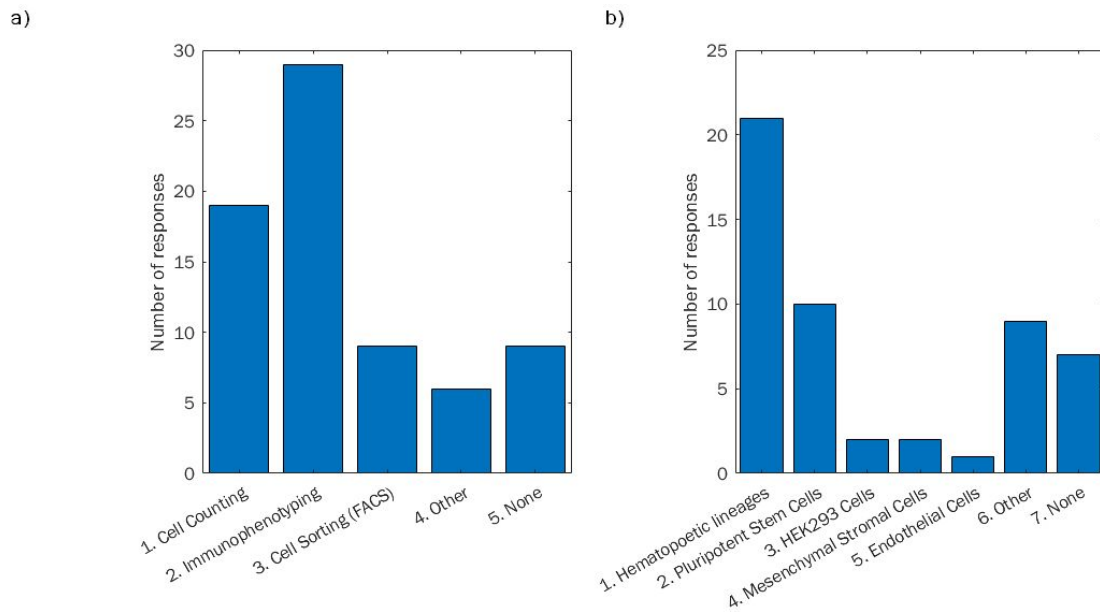 a)
30
25
20
15
10
5
0
Number of responses
1. Cell Counting
2. Immunophenotyping
3. Cell Sorting (FACS)
4. Other
5. None
b)
25
20
15
10
5
0
Number of responses
1. Hematpoetic lineages
2. Pluripotent Stem Cells
3. HEK293 Cells
4. Mesenchymal Stromal Cells
5. Endothelial Cells
6. Other
7. None